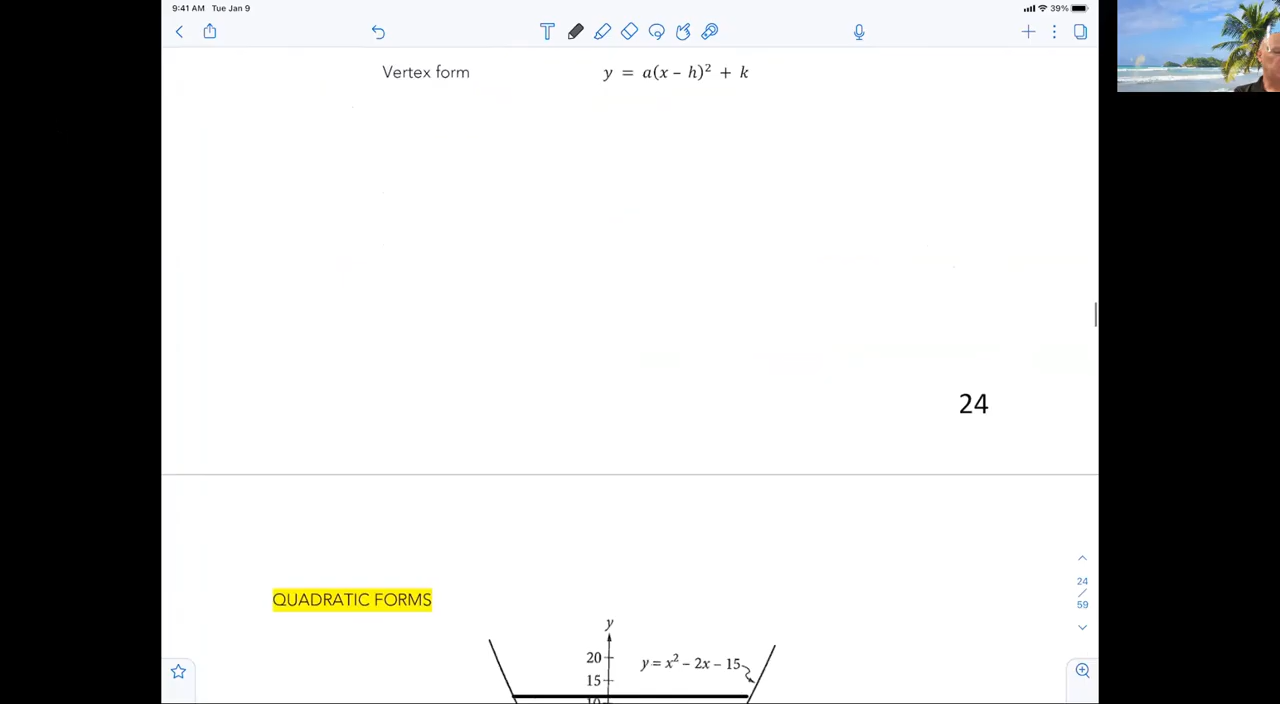 9:41 AM Tue Jan 9
39%
T
Vertex form y = a(x − h)² + k
24
24
/
59
QUADRATIC FORMS
y
20
y = x² − 2x − 15
15
10